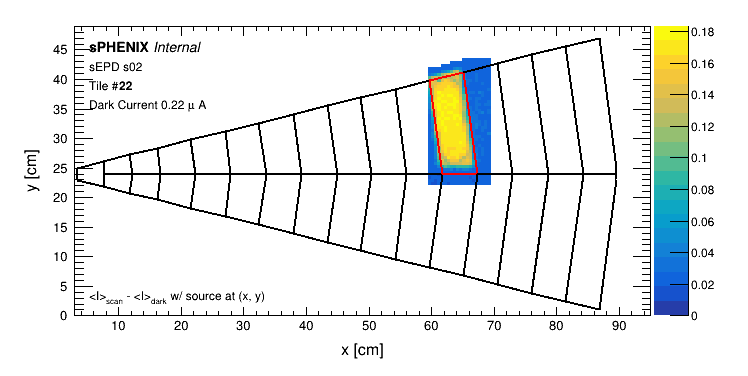 sPHENIX Internal
sEPD s02
Tile #22
Dark Current 0.22 μ A
<I>scan - <I>dark w/ source at (x, y)
y [cm]
45
40
35
30
25
20
15
10
5
0
10 20 30 40 50 60 70 80 90
x [cm]
0.18
0.16
0.14
0.12
0.1
0.08
0.06
0.04
0.02
0